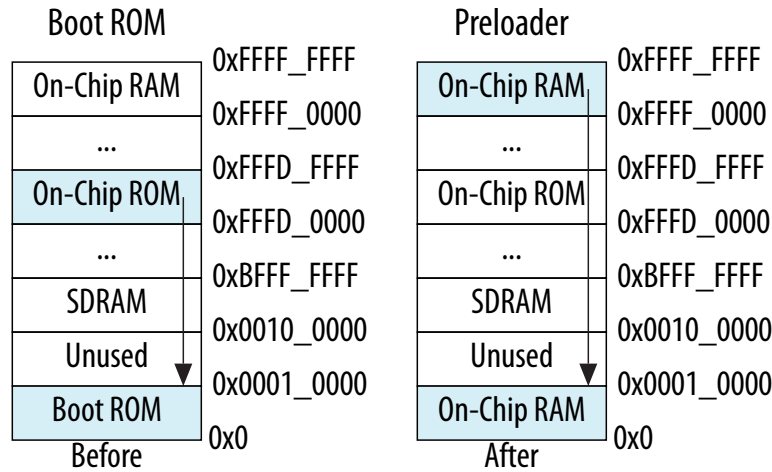 Boot ROM
0xFFFF_FFFF
On-Chip RAM
0xFFFF_0000
...
0xFFFD_FFFF
On-Chip ROM
0xFFFD_0000
...
0xBFFF_FFFF
SDRAM
0x0010_0000
Unused
0x0001_0000
Boot ROM
0x0
Before
Preloader
0xFFFF_FFFF
On-Chip RAM
0xFFFF_0000
...
0xFFFD_FFFF
On-Chip ROM
0xFFFD_0000
...
0xBFFF_FFFF
SDRAM
0x0010_0000
Unused
0x0001_0000
On-Chip RAM
0x0
After